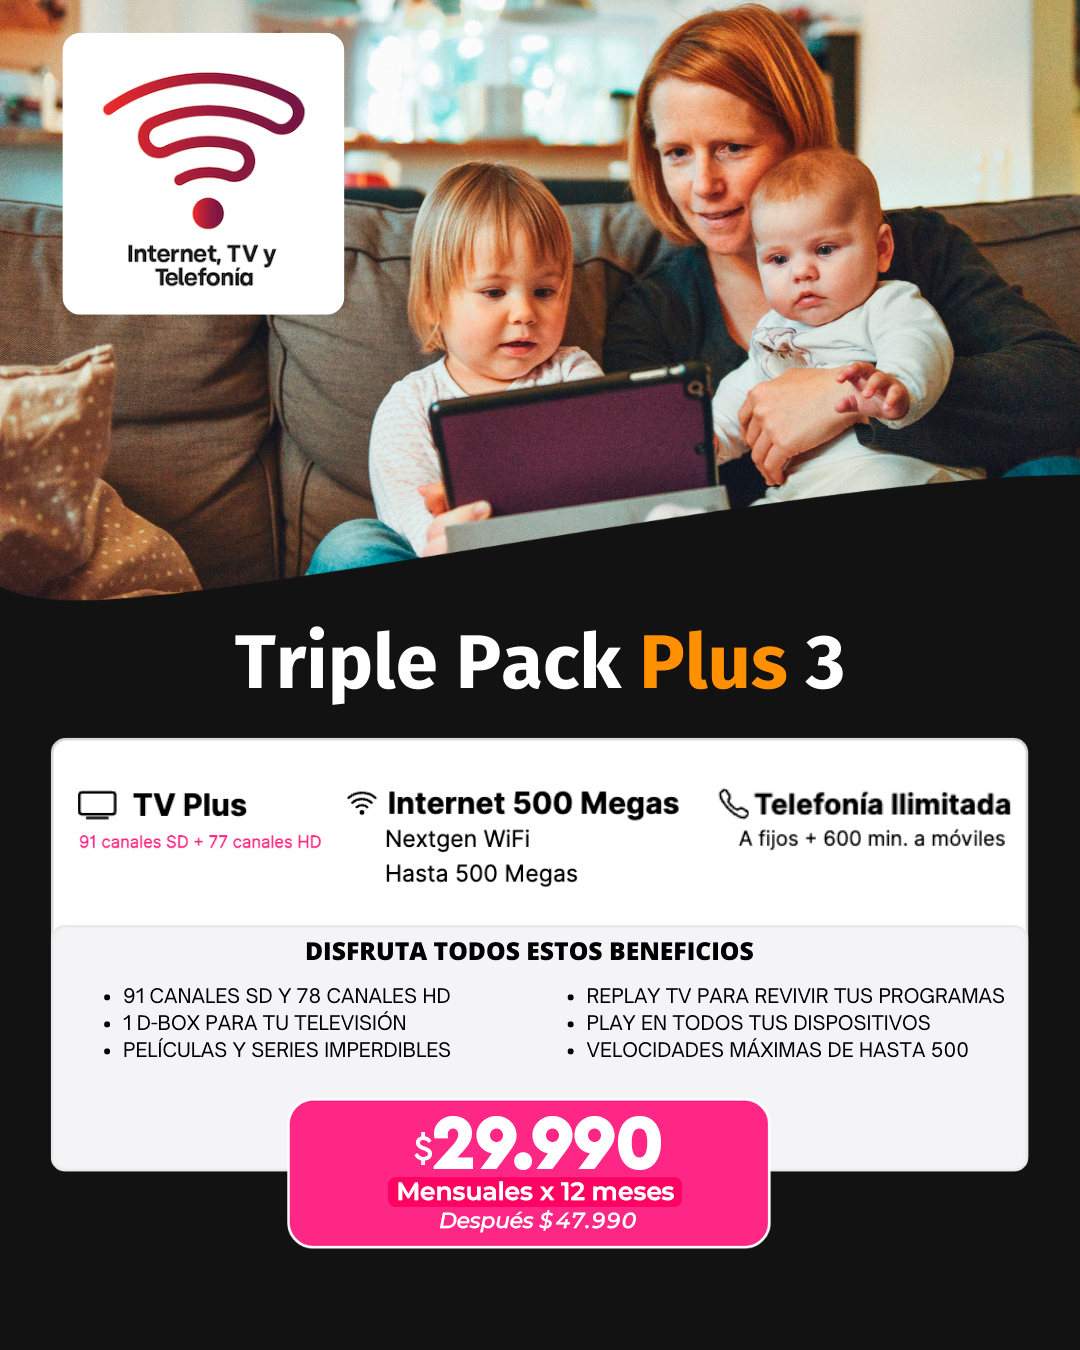 Internet, TV y
Telefonía
Triple Pack Plus 3
TV Plus
91 canales SD + 77 canales HD
Internet 500 Megas
Nextgen WiFi
Hasta 500 Megas
Telefonía Ilimitada
A fijos + 600 min. a móviles
DISFRUTA TODOS ESTOS BENEFICIOS
• 91 CANALES SD Y 78 CANALES HD
• 1 D-BOX PARA TU TELEVISIÓN
• PELÍCULAS Y SERIES IMPERDIBLES
• REPLAY TV PARA REVIVIR TUS PROGRAMAS
• PLAY EN TODOS TUS DISPOSITIVOS
• VELOCIDADES MÁXIMAS DE HASTA 500
$29.990
Mensuales x 12 meses
Después $47.990